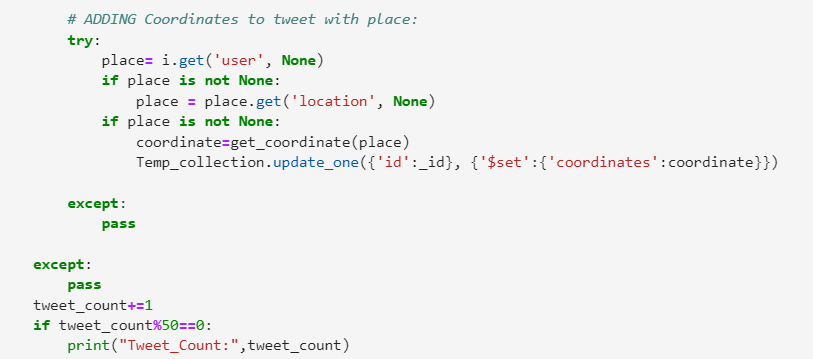 # ADDING Coordinates to tweet with place:
try:
place= i.get('user', None)
if place is not None:
place = place.get('location', None)
if place is not None:
coordinate=get_coordinate(place)
Temp_collection.update_one({'id':_id}, {'$set':{'coordinates':coordinate}})
except:
pass
except:
pass
tweet_count+=1
if tweet_count%50==0:
print("Tweet_Count:",tweet_count)